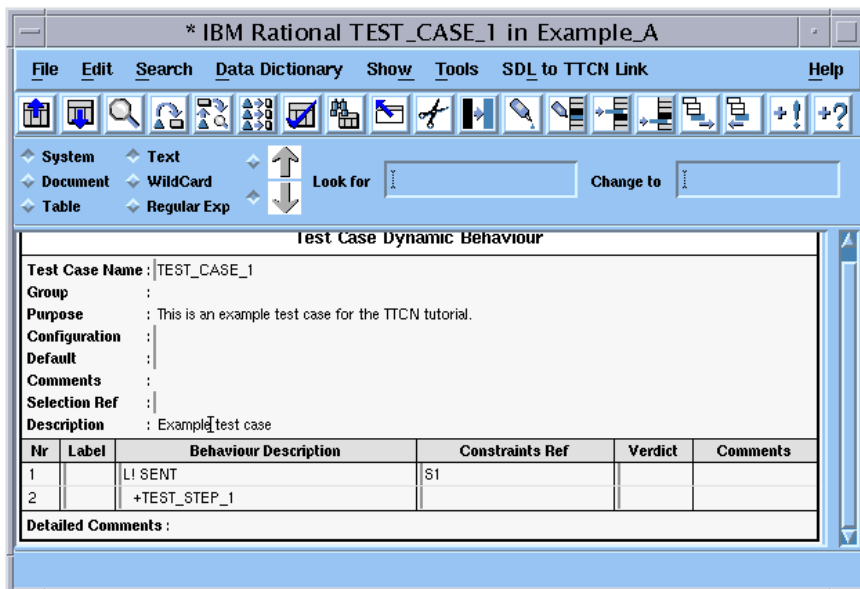 * IBM Rational TEST_CASE_1 in Example_A
File Edit Search Data Dictionary Show Tools SDL to TTCN Link Help
+! +?
System Text
Document WildCard Look for Change to
Table Regular Exp
Test Case Dynamic Behaviour
Test Case Name : TEST_CASE_1
Group :
Purpose : This is an example test case for the TTCN tutorial.
Configuration :
Default :
Comments :
Selection Ref :
Description : Example test case
Nr Label Behaviour Description Constraints Ref Verdict Comments
1 L! SENT S1
2 +TEST_STEP_1
Detailed Comments :